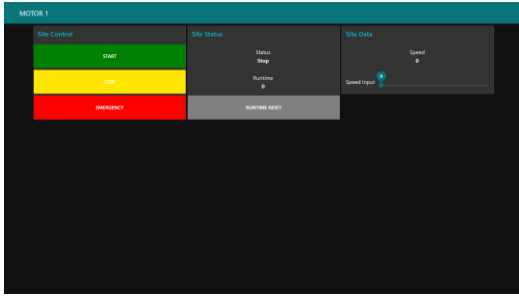 MOTOR 1
Site Control
START
STOP
EMERGENCY
Site Status
Status
Stop
Runtime
0
RUNTIME RESET
Site Data
Speed
0
Speed Input
0